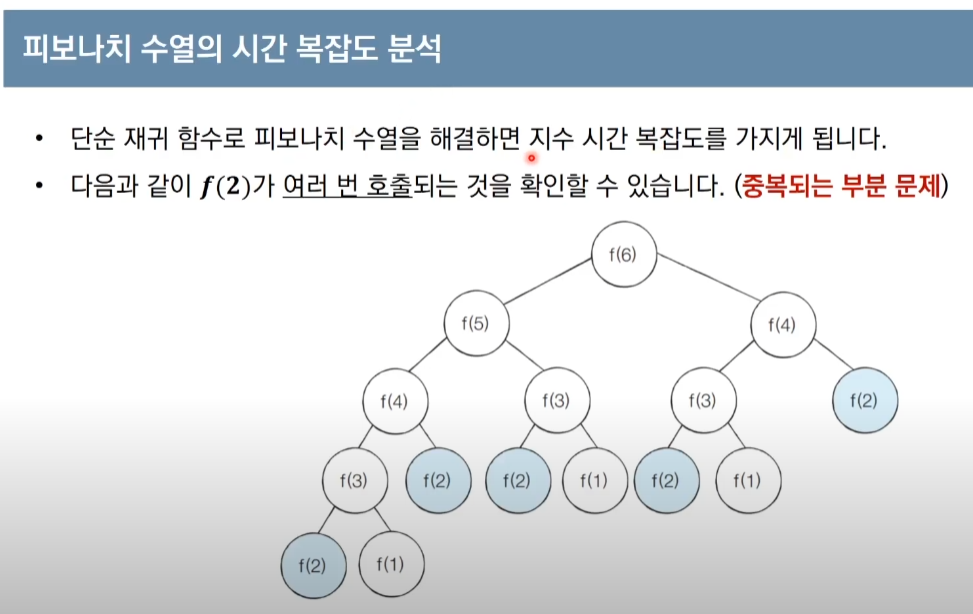 피보나치 수열의 시간 복잡도 분석
• 단순 재귀 함수로 피보나치 수열을 해결하면 지수 시간 복잡도를 가지게 됩니다.
• 다음과 같이 f(2)가 여러 번 호출되는 것을 확인할 수 있습니다. (중복되는 부분 문제)
f(6)
f(5) f(4)
f(4) f(3) f(3) f(2)
f(3) f(2) f(2) f(1) f(2) f(1)
f(2) f(1)